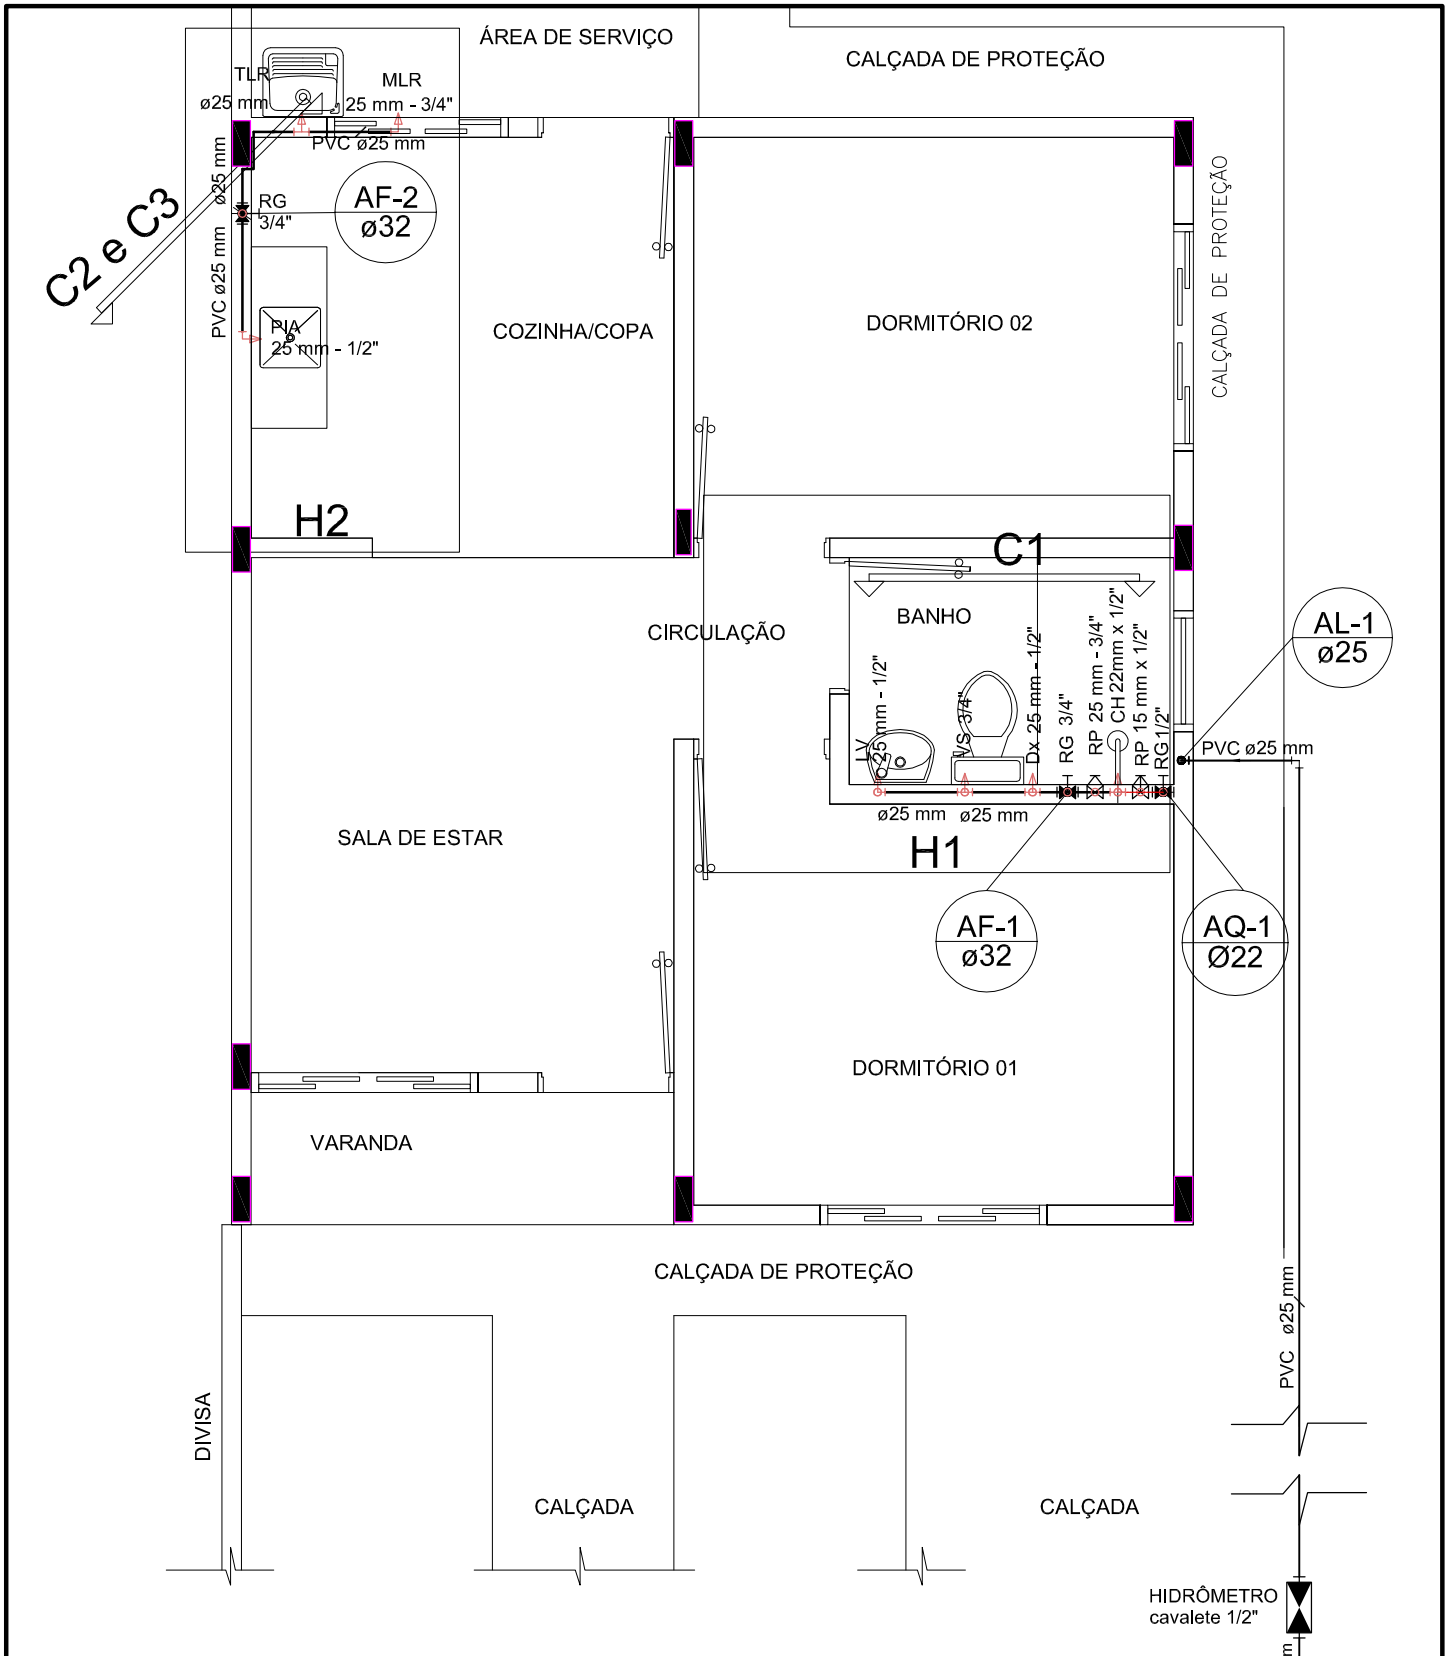 ÁREA DE SERVIÇO
CALÇADA DE PROTEÇÃO
TLR
ø25 mm
MLR
25 mm - 3/4"
PVC ø25 mm
ø25 mm
RG
3/4"
AF-2
ø32
C2 e C3
PVC ø25 mm
PIA
25 mm - 1/2"
COZINHA/COPA
DORMITÓRIO 02
CALÇADA DE PROTEÇÃO
H2
C1
BANHO
CIRCULAÇÃO
AL-1
ø25
LV
25 mm - 1/2"
VS 3/4"
Dx 25 mm - 1/2"
RG 3/4"
RP 25 mm - 3/4"
CH 22mm x 1/2"
RP 15 mm x 1/2"
RG 1/2"
PVC ø25 mm
ø25 mm
ø25 mm
H1
SALA DE ESTAR
AF-1
ø32
AQ-1
Ø22
DORMITÓRIO 01
VARANDA
CALÇADA DE PROTEÇÃO
PVC ø25 mm
DIVISA
CALÇADA
CALÇADA
HIDRÔMETRO
cavalete 1/2"